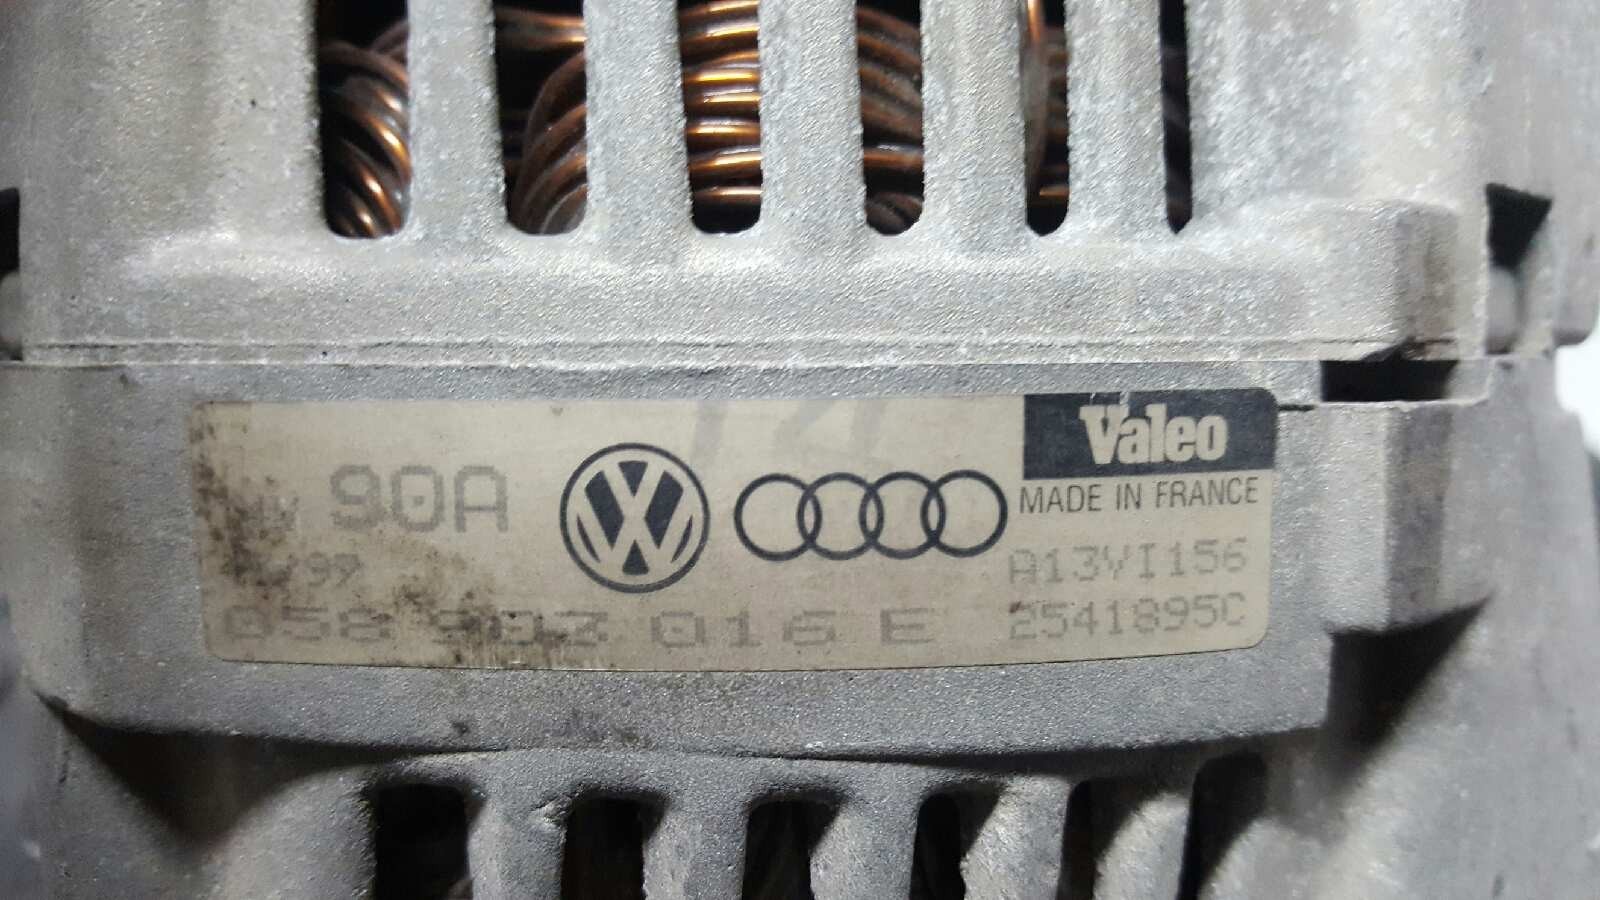 Valeo
MADE IN FRANCE
90A
A13VI156
058 903 016 E
2541895C